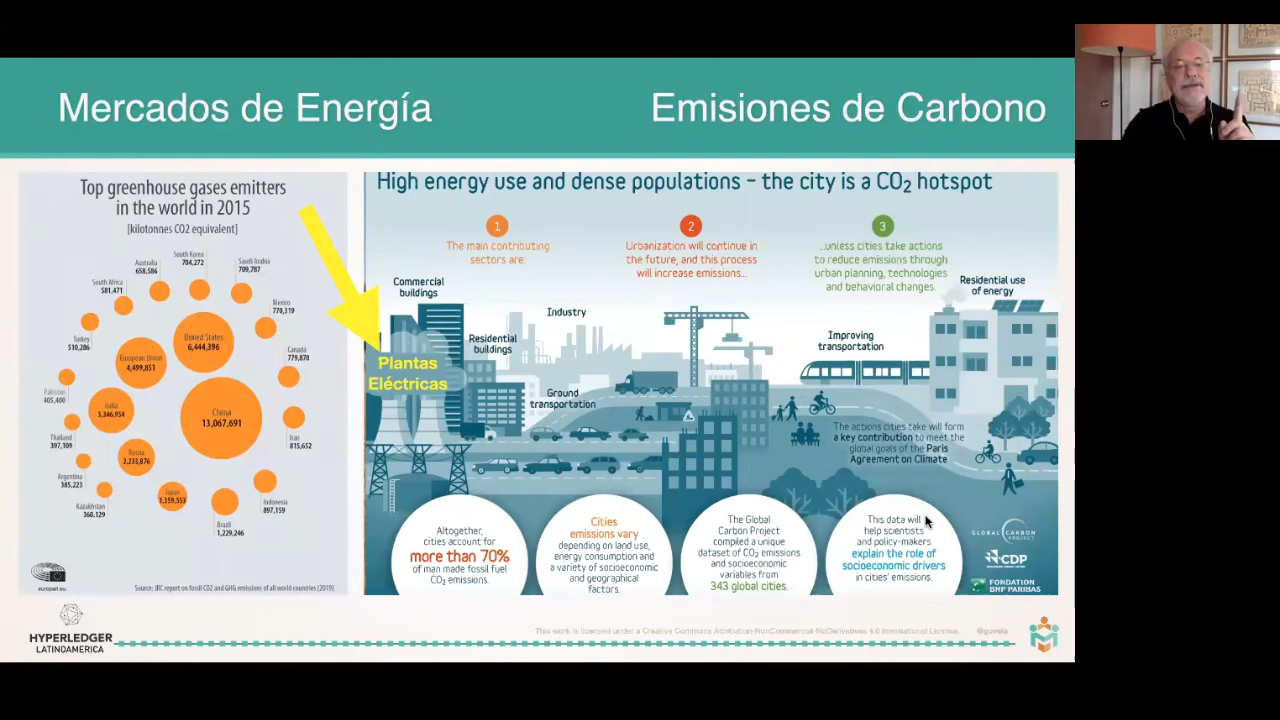 Mercados de Energía
Emisiones de Carbono
Top greenhouse gases emitters
in the world in 2015
[kilotonnes CO2 equivalent]
South Korea
704,272
Saudi Arabia
709,787
Australia
658,586
South Africa
581,471
Mexico
770,319
Turkey
510,286
United States
6,444,396
European Union
4,499,851
Canada
779,870
Pakistan
405,400
India
3,346,954
China
13,067,691
Thailand
397,109
Iran
815,652
Russia
2,233,876
Argentina
385,223
Japan
1,359,553
Kazakhstan
360,129
Indonesia
897,159
Brazil
1,229,246
europarl.eu
Source: JRC report on fossil CO2 and GHG emissions of all world countries (2019)
High energy use and dense populations – the city is a CO₂ hotspot
1
The main contributing
sectors are:
2
Urbanization will continue in
the future, and this process
will increase emissions...
3
...unless cities take actions
to reduce emissions through
urban planning, technologies
and behavioral changes.
Commercial
buildings
Residential
buildings
Industry
Plantas
Eléctricas
Ground
transportation
Improving
transportation
Residential use
of energy
The actions cities take will form
a key contribution to meet the
global goals of the Paris
Agreement on Climate
Altogether,
cities account for
more than 70%
of man made fossil fuel
CO₂ emissions.
Cities
emissions vary
depending on land use,
energy consumption and
a variety of socioeconomic
and geographical
factors.
The Global
Carbon Project
compiled a unique
dataset of CO₂ emissions
and socioeconomic
variables from
343 global cities.
This data will
help scientists
and policy-makers
explain the role of
socioeconomic drivers
in cities' emissions.
GLOBAL CARBON
PROJECT
CDP
FONDATION
BNP PARIBAS
HYPERLEDGER
LATINOAMERICA
This work is licensed under a Creative Commons Attribution-NonCommercial-NoDerivatives 4.0 International License.